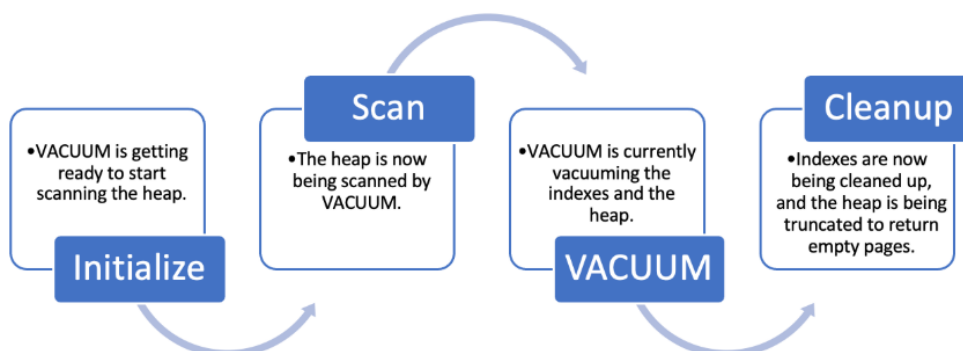 •VACUUM is getting
ready to start
scanning the heap.
Initialize
Scan
•The heap is now
being scanned by
VACUUM.
•VACUUM is currently
vacuuming the
indexes and the
heap.
VACUUM
Cleanup
•Indexes are now
being cleaned up,
and the heap is being
truncated to return
empty pages.